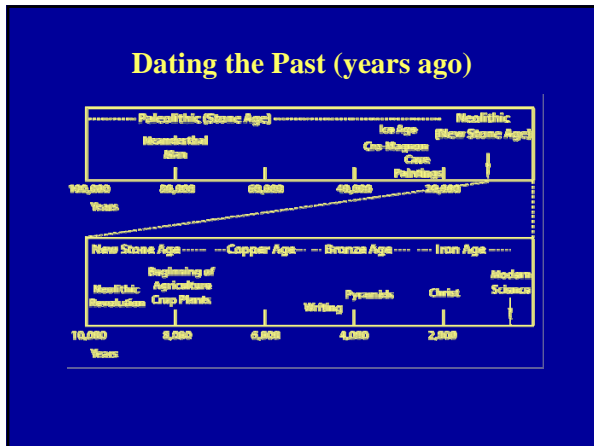 Dating the Past (years ago)
Paleolithic (Stone Age)
Neolithic
(New Stone Age)
Neanderthal
Man
Ice Age
Cro-Magnon
Cave
Paintings
100,000 80,000 60,000 40,000 20,000
Years
New Stone Age Copper Age Bronze Age Iron Age
Neolithic
Revolution
Beginning of
Agriculture
Crop Plants
Writing
Pyramids
Christ
Modern
Science
10,000 8,000 6,000 4,000 2,000
Years